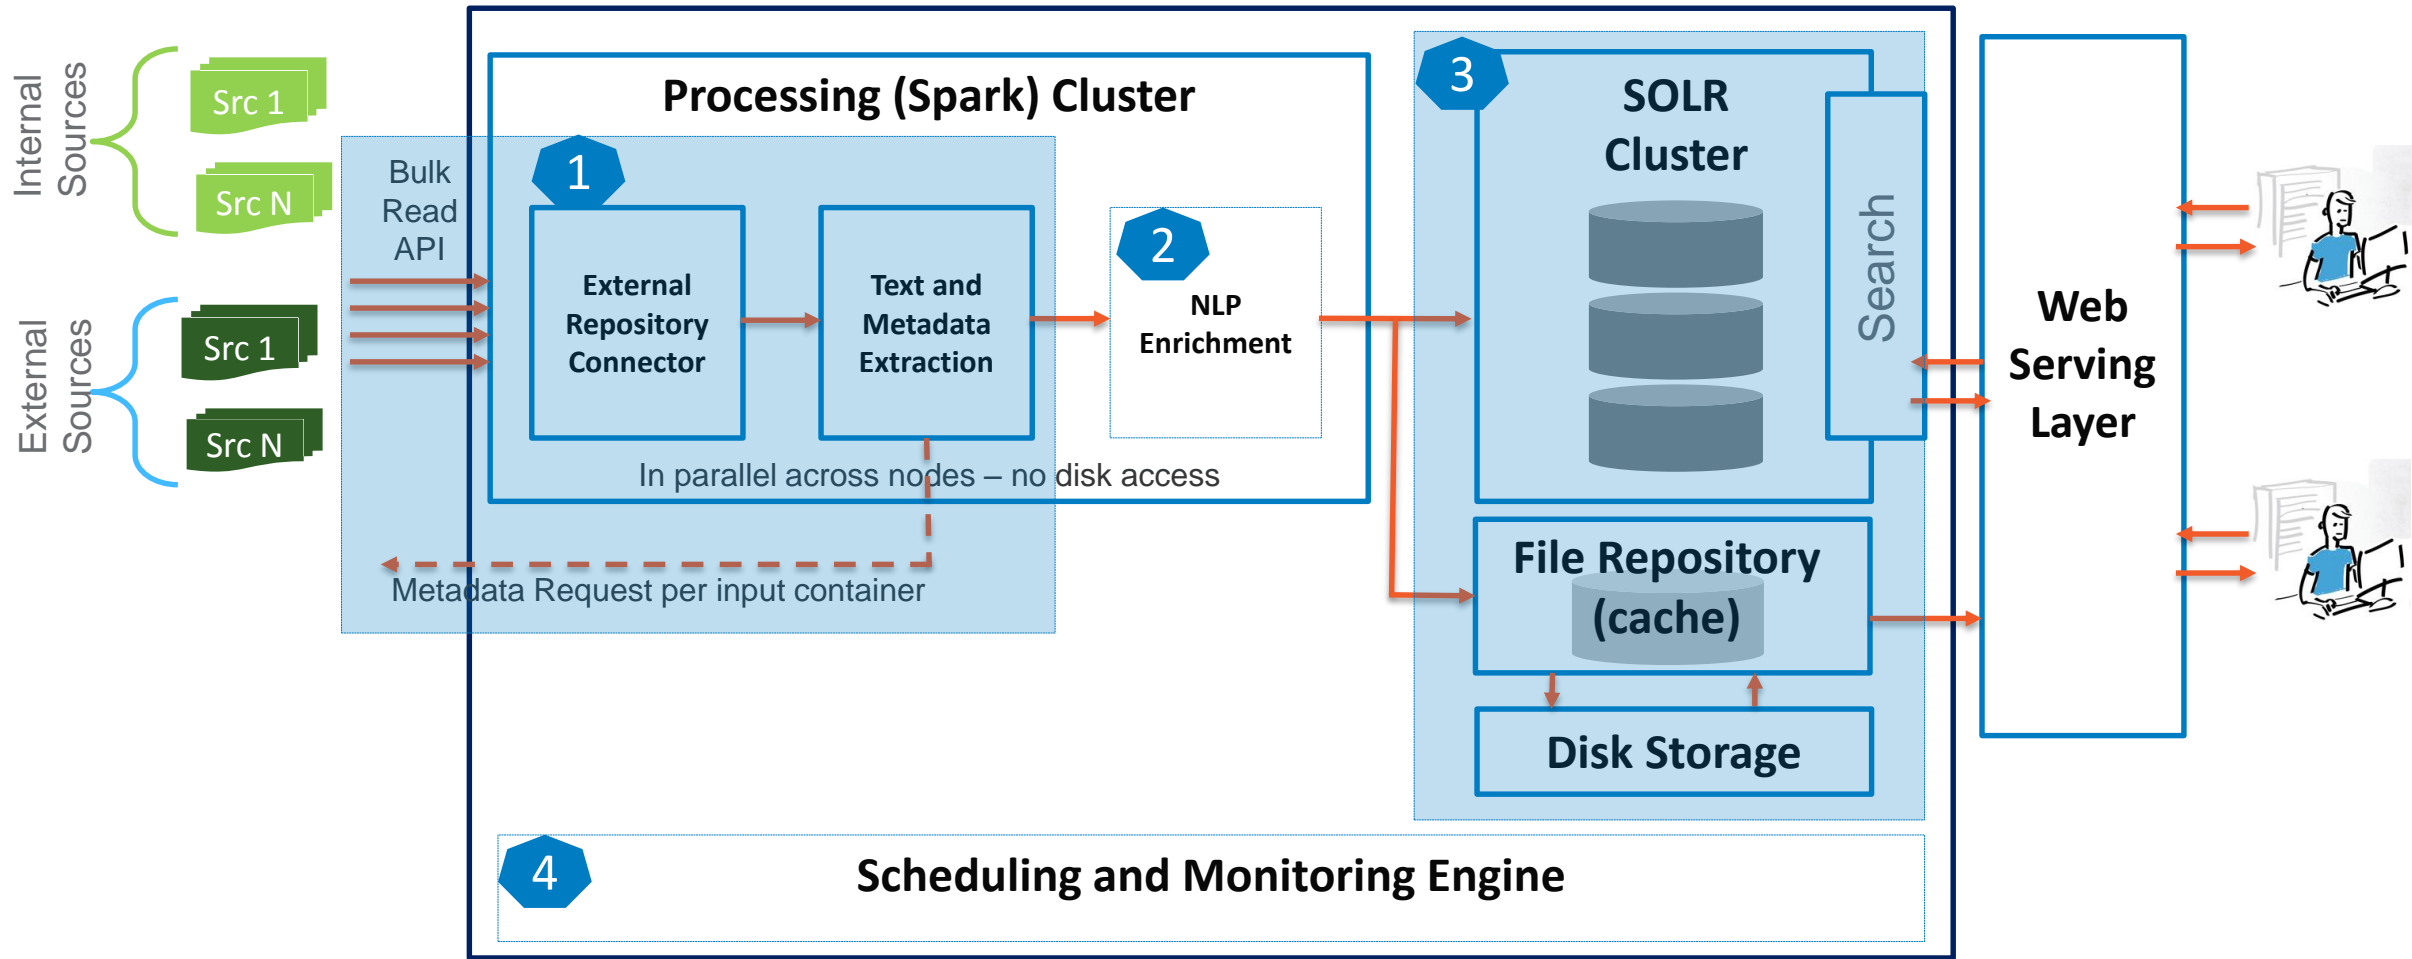 Internal
Sources
Src 1
Src N
External
Sources
Src 1
Src N
Bulk
Read
API
Processing (Spark) Cluster
1
External
Repository
Connector
Text and
Metadata
Extraction
2
NLP
Enrichment
In parallel across nodes – no disk access
Metadata Request per input container
3
SOLR
Cluster
Search
File Repository
(cache)
Disk Storage
Web
Serving
Layer
4
Scheduling and Monitoring Engine